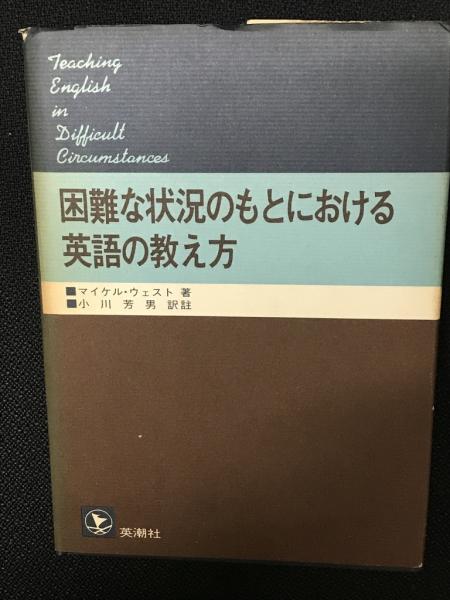 Teaching
English
in
Difficult
Circumstances
困難な状況のもとにおける
英語の教え方
■マイケル・ウェスト 著
■小川芳男 訳註
英潮社